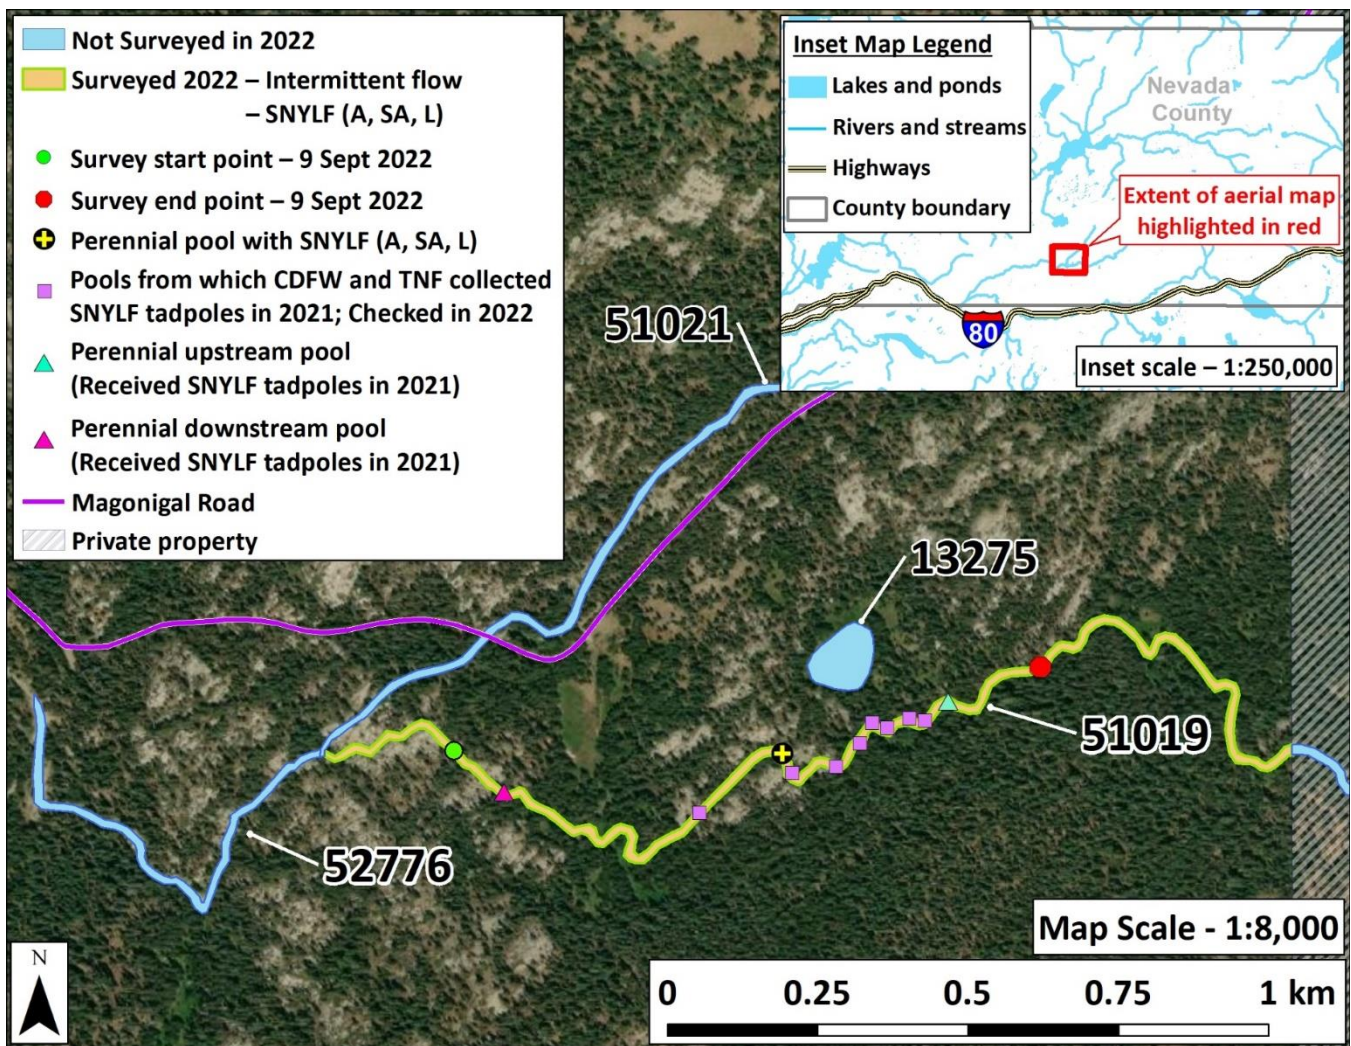 Not Surveyed in 2022
Surveyed 2022 – Intermittent flow
– SNYLF (A, SA, L)
Survey start point – 9 Sept 2022
Survey end point – 9 Sept 2022
Perennial pool with SNYLF (A, SA, L)
Pools from which CDFW and TNF collected
SNYLF tadpoles in 2021; Checked in 2022
Perennial upstream pool
(Received SNYLF tadpoles in 2021)
Perennial downstream pool
(Received SNYLF tadpoles in 2021)
Magonigal Road
Private property
Inset Map Legend
Lakes and ponds
Rivers and streams
Highways
County boundary
Nevada
County
Extent of aerial map
highlighted in red
80
Inset scale – 1:250,000
51021
13275
51019
52776
Map Scale - 1:8,000
N
0 0.25 0.5 0.75 1 km